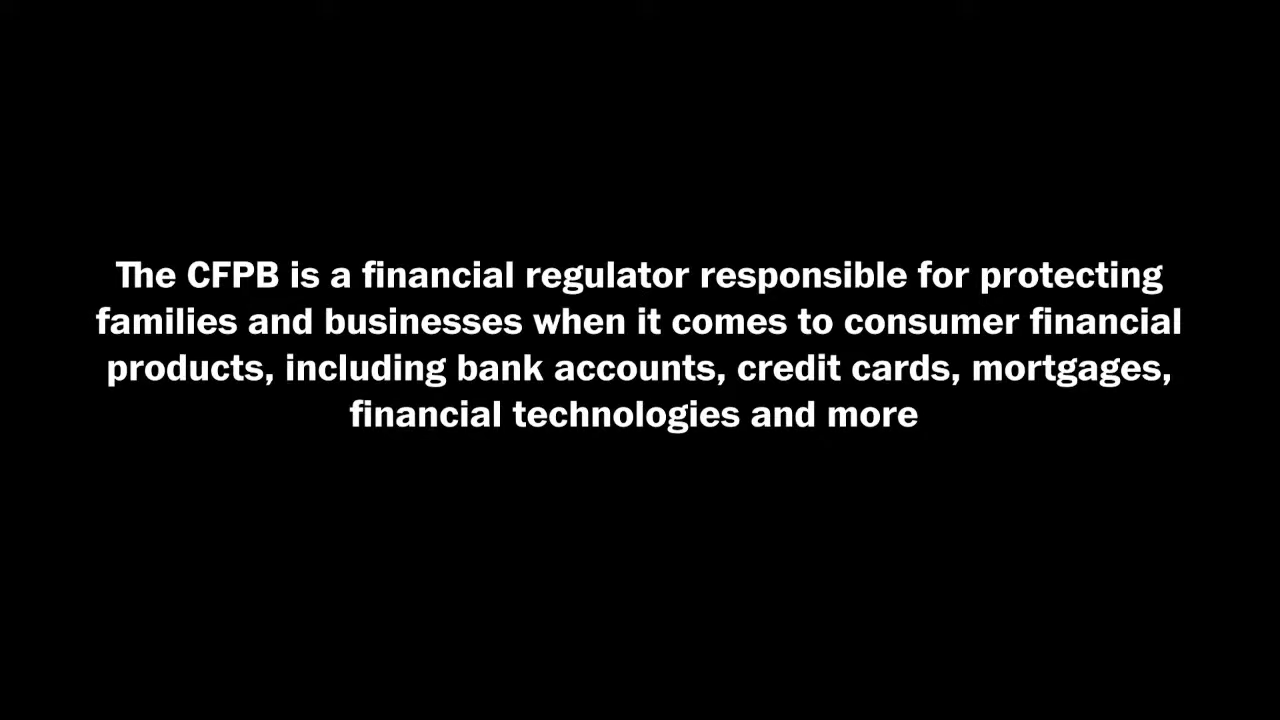 The CFPB is a financial regulator responsible for protecting
families and businesses when it comes to consumer financial
products, including bank accounts, credit cards, mortgages,
financial technologies and more